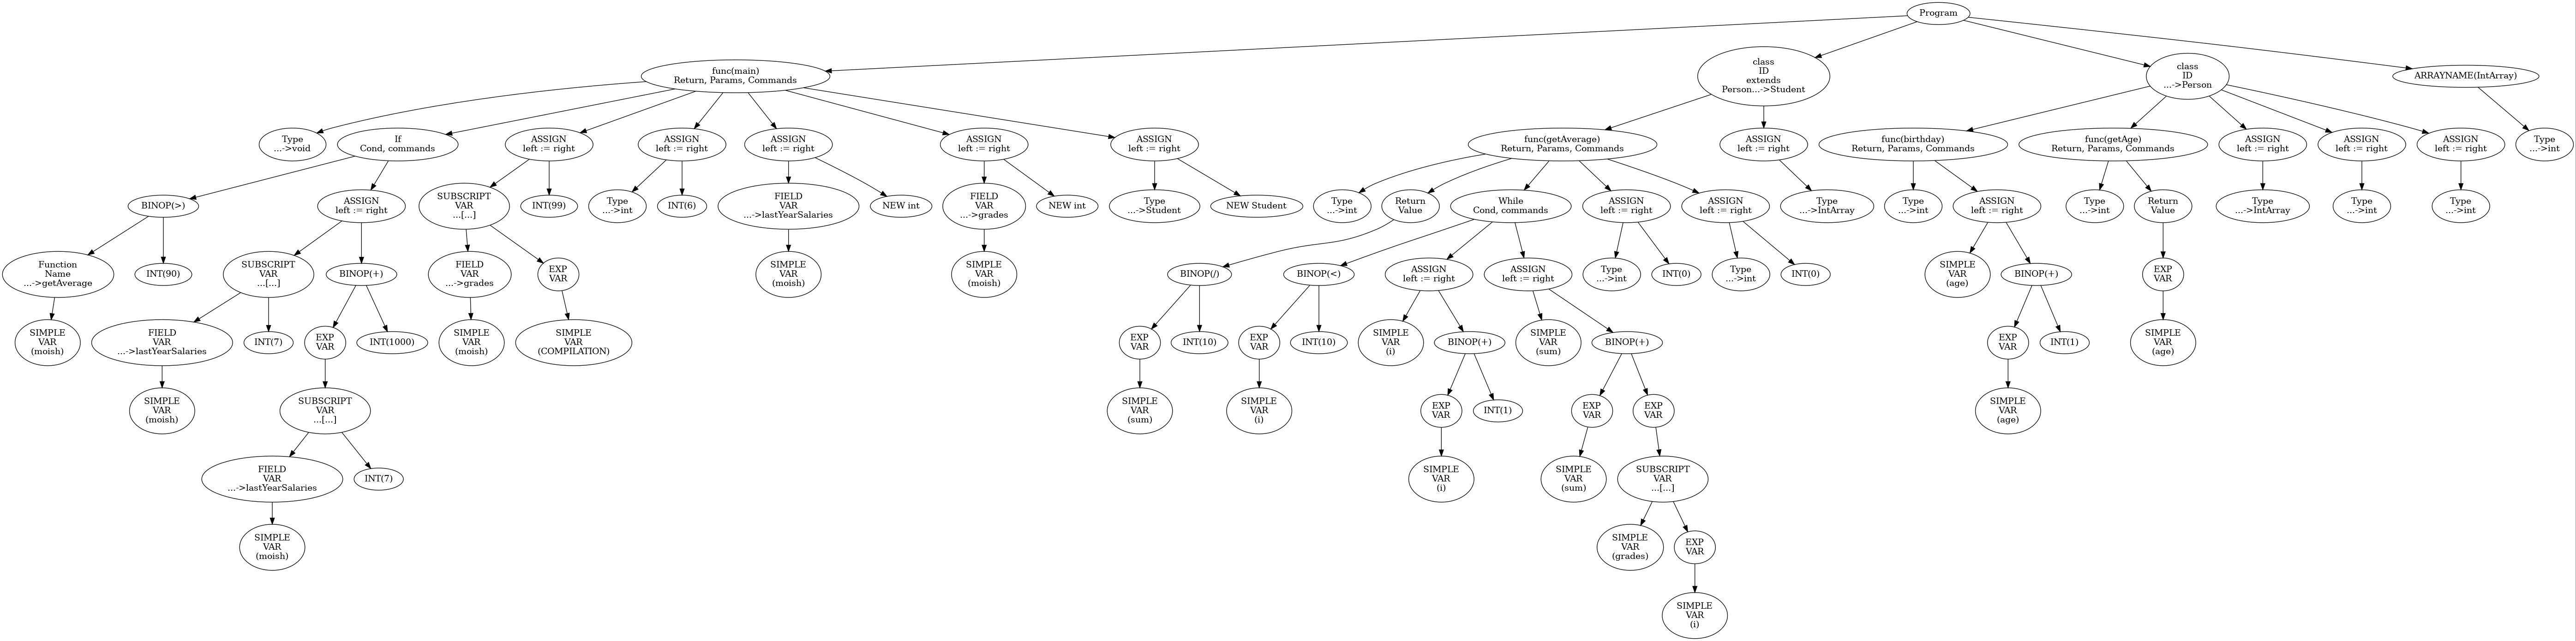 Program
func(main)
Return, Params, Commands
class
ID
extends
Person...->Student
class
ID
...->Person
ARRAYNAME(IntArray)
Type
...->void
If
Cond, commands
ASSIGN
left := right
ASSIGN
left := right
ASSIGN
left := right
ASSIGN
left := right
ASSIGN
left := right
func(getAverage)
Return, Params, Commands
ASSIGN
left := right
func(birthday)
Return, Params, Commands
func(getAge)
Return, Params, Commands
ASSIGN
left := right
ASSIGN
left := right
ASSIGN
left := right
Type
...->int
BINOP(>)
ASSIGN
left := right
SUBSCRIPT
VAR
...[...]
INT(99)
Type
...->int
INT(6)
FIELD
VAR
...->lastYearSalaries
NEW int
FIELD
VAR
...->grades
NEW int
Type
...->Student
NEW Student
Type
...->int
Return
Value
While
Cond, commands
ASSIGN
left := right
ASSIGN
left := right
Type
...->IntArray
Type
...->int
ASSIGN
left := right
Type
...->int
Return
Value
Type
...->IntArray
Type
...->int
Type
...->int
Function
Name
...->getAverage
INT(90)
SUBSCRIPT
VAR
...[...]
BINOP(+)
FIELD
VAR
...->grades
EXP
VAR
SIMPLE
VAR
(moish)
SIMPLE
VAR
(moish)
BINOP(/)
BINOP(<)
ASSIGN
left := right
ASSIGN
left := right
Type
...->int
INT(0)
Type
...->int
INT(0)
SIMPLE
VAR
(age)
BINOP(+)
EXP
VAR
SIMPLE
VAR
(moish)
FIELD
VAR
...->lastYearSalaries
INT(7)
EXP
VAR
INT(1000)
SIMPLE
VAR
(moish)
SIMPLE
VAR
(COMPILATION)
EXP
VAR
INT(10)
EXP
VAR
INT(10)
SIMPLE
VAR
(i)
BINOP(+)
SIMPLE
VAR
(sum)
BINOP(+)
EXP
VAR
INT(1)
SIMPLE
VAR
(age)
SIMPLE
VAR
(moish)
SUBSCRIPT
VAR
...[...]
SIMPLE
VAR
(sum)
SIMPLE
VAR
(i)
EXP
VAR
INT(1)
EXP
VAR
EXP
VAR
SIMPLE
VAR
(age)
FIELD
VAR
...->lastYearSalaries
INT(7)
SIMPLE
VAR
(i)
SIMPLE
VAR
(sum)
SUBSCRIPT
VAR
...[...]
SIMPLE
VAR
(moish)
SIMPLE
VAR
(grades)
EXP
VAR
SIMPLE
VAR
(i)